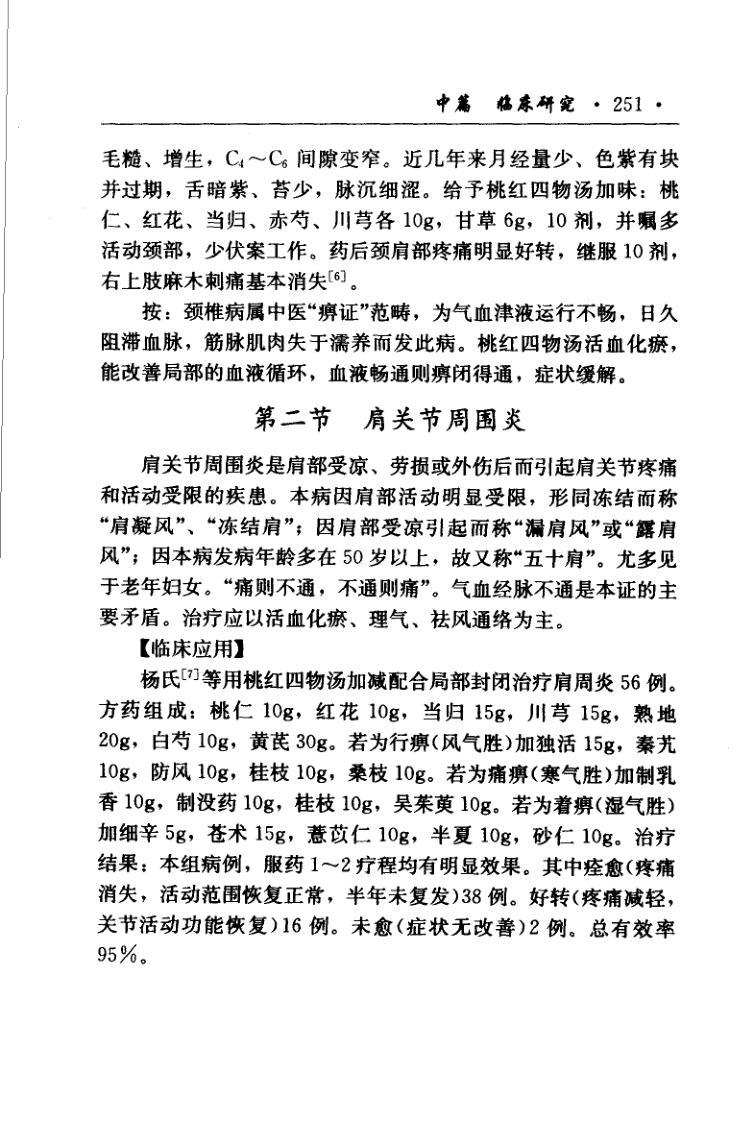 中篇 临床研究 · 251 ·
毛糙、增生，C₄～C₆ 间隙变窄。近几年来月经量少、色紫有块
并过期，舌暗紫、苔少，脉沉细涩。给予桃红四物汤加味：桃
仁、红花、当归、赤芍、川芎各 10g，甘草 6g，10 剂，并嘱多
活动颈部，少伏案工作。药后颈肩部疼痛明显好转，继服 10 剂，
右上肢麻木刺痛基本消失[6]。
按：颈椎病属中医“痹证”范畴，为气血津液运行不畅，日久
阻滞血脉，筋脉肌肉失于濡养而发此病。桃红四物汤活血化瘀，
能改善局部的血液循环，血液畅通则痹闭得通，症状缓解。
第二节 肩关节周围炎
肩关节周围炎是肩部受凉、劳损或外伤后而引起肩关节疼痛
和活动受限的疾患。本病因肩部活动明显受限，形同冻结而称
“肩凝风”、“冻结肩”；因肩部受凉引起而称“漏肩风”或“露肩
风”；因本病发病年龄多在 50 岁以上，故又称“五十肩”。尤多见
于老年妇女。“痛则不通，不通则痛”。气血经脉不通是本证的主
要矛盾。治疗应以活血化瘀、理气、祛风通络为主。
【临床应用】
杨氏[7]等用桃红四物汤加减配合局部封闭治疗肩周炎 56 例。
方药组成：桃仁 10g，红花 10g，当归 15g，川芎 15g，熟地
20g，白芍 10g，黄芪 30g。若为行痹(风气胜)加独活 15g，秦艽
10g，防风 10g，桂枝 10g，桑枝 10g。若为痛痹(寒气胜)加制乳
香 10g，制没药 10g，桂枝 10g，吴茱萸 10g。若为着痹(湿气胜)
加细辛 5g，苍术 15g，薏苡仁 10g，半夏 10g，砂仁 10g。治疗
结果：本组病例，服药 1～2 疗程均有明显效果。其中痊愈(疼痛
消失，活动范围恢复正常，半年未复发)38 例。好转(疼痛减轻，
关节活动功能恢复)16 例。未愈(症状无改善)2 例。总有效率
95%。